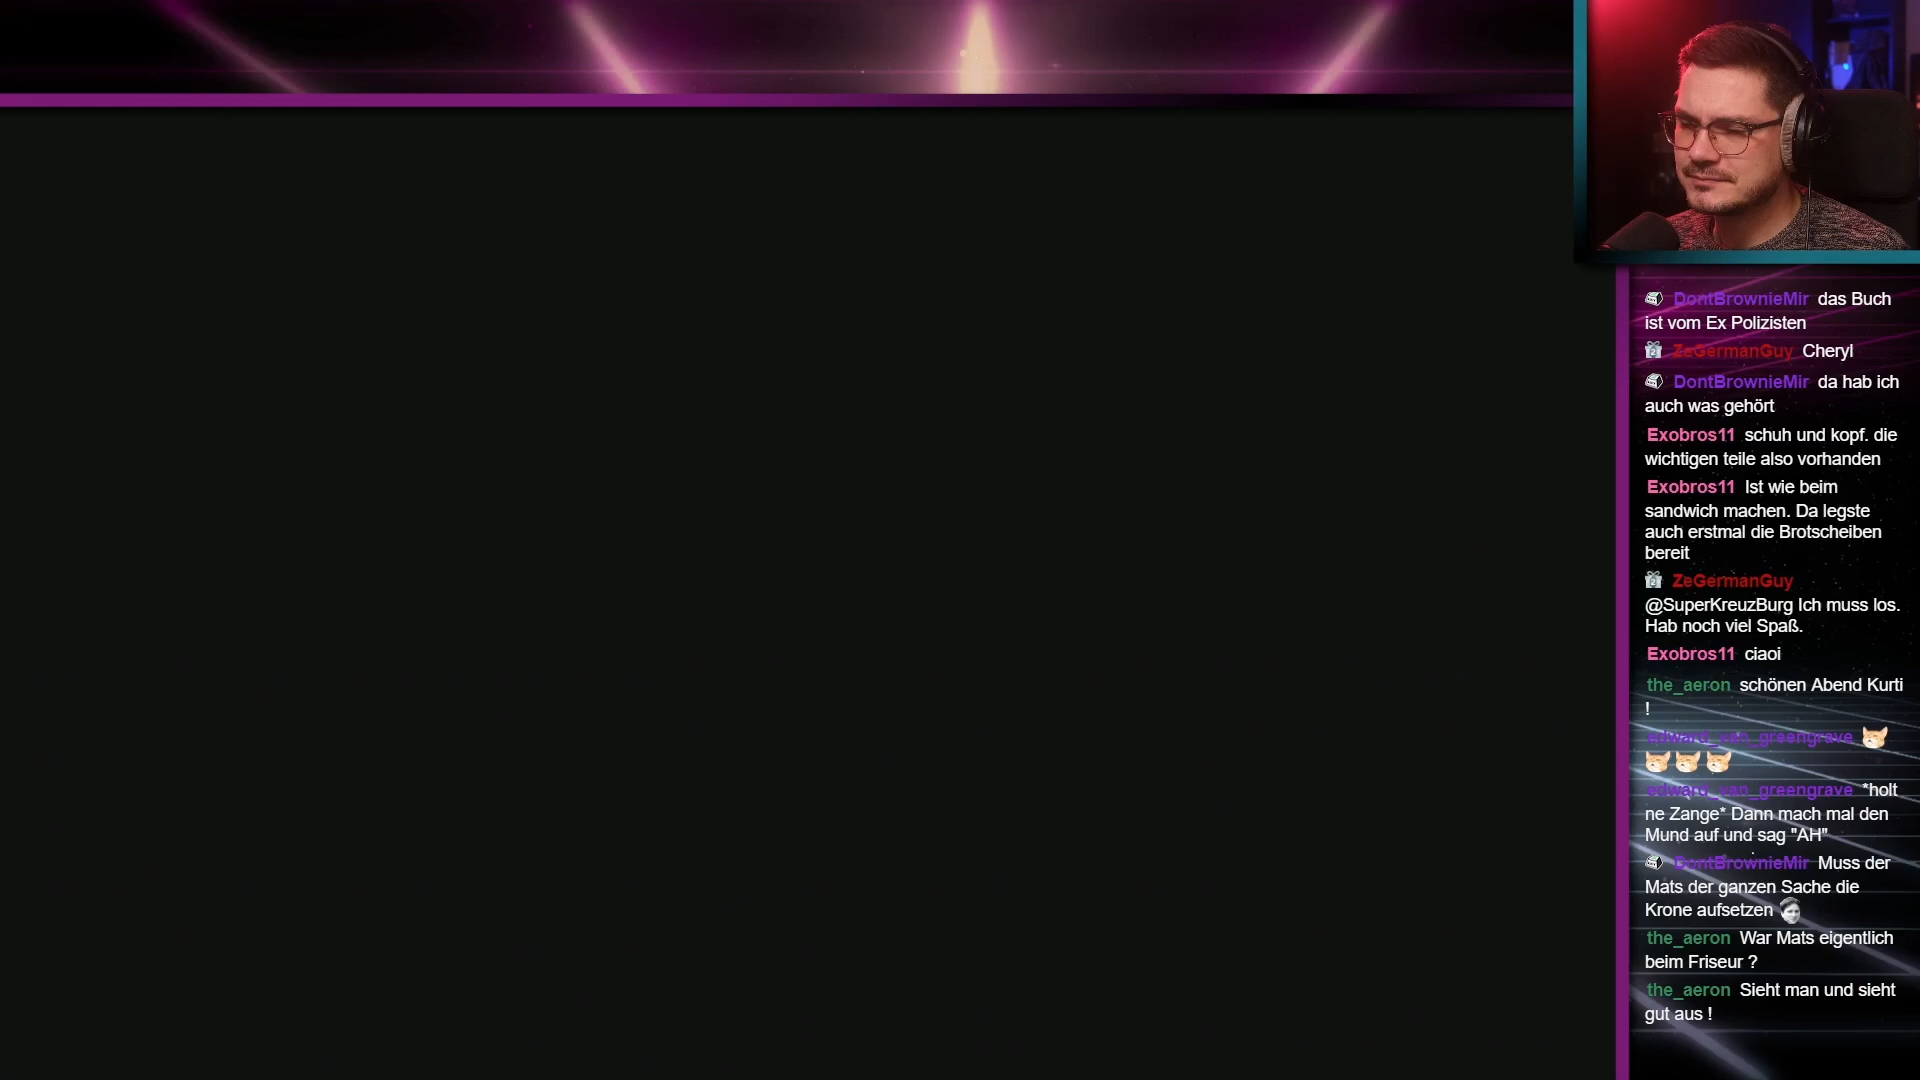 DontBrownieMir das Buch
ist vom Ex Polizisten
ZeGermanGuy Cheryl
DontBrownieMir da hab ich
auch was gehört
Exobros11 schuh und kopf. die
wichtigen teile also vorhanden
Exobros11 Ist wie beim
sandwich machen. Da legste
auch erstmal die Brotscheiben
bereit
ZeGermanGuy
@SuperKreuzBurg Ich muss los.
Hab noch viel Spaß.
Exobros11 ciaoi
the_aeron schönen Abend Kurti
!
edward_van_greengrave
edward_van_greengrave *holt
ne Zange* Dann mach mal den
Mund auf und sag "AH"
DontBrownieMir Muss der
Mats der ganzen Sache die
Krone aufsetzen
the_aeron War Mats eigentlich
beim Friseur ?
the_aeron Sieht man und sieht
gut aus !